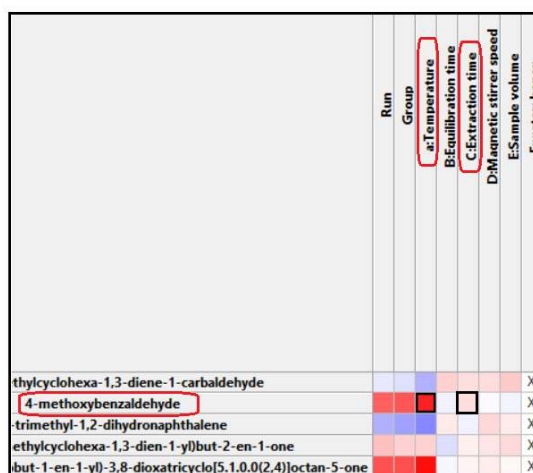 Run
Group
a:Temperature
B:Equilibration time
C:Extraction time
D:Magnetic stirrer speed
E:Sample volume
thylcyclohexa-1,3-diene-1-carbaldehyde
4-methoxybenzaldehyde
-trimethyl-1,2-dihydronaphthalene
ethylcyclohexa-1,3-dien-1-yl)but-2-en-1-one
but-1-en-1-yl)-3,8-dioxatricyclo[5.1.0.0(2,4)]octan-5-one